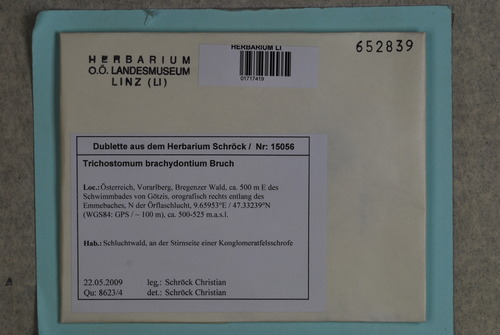 HERBARIUM
O.Ö. LANDESMUSEUM
LINZ (LI)
HERBARIUM LI
01717419
652839
Dublette aus dem Herbarium Schröck / Nr: 15056
Trichostomum brachydontium Bruch
Loc.: Österreich, Vorarlberg, Bregenzer Wald, ca. 500 m E des
Schwimmbades von Götzis, orografisch rechts entlang des
Emmebaches, N der Örflaschlucht, 9.65953°E / 47.33239°N
(WGS84: GPS / ~ 100 m), ca. 500-525 m.a.s.l.
Hab.: Schluchtwald, an der Stirnseite einer Konglomeratfelsschrofe
22.05.2009 leg.: Schröck Christian
Qu: 8623/4 det.: Schröck Christian